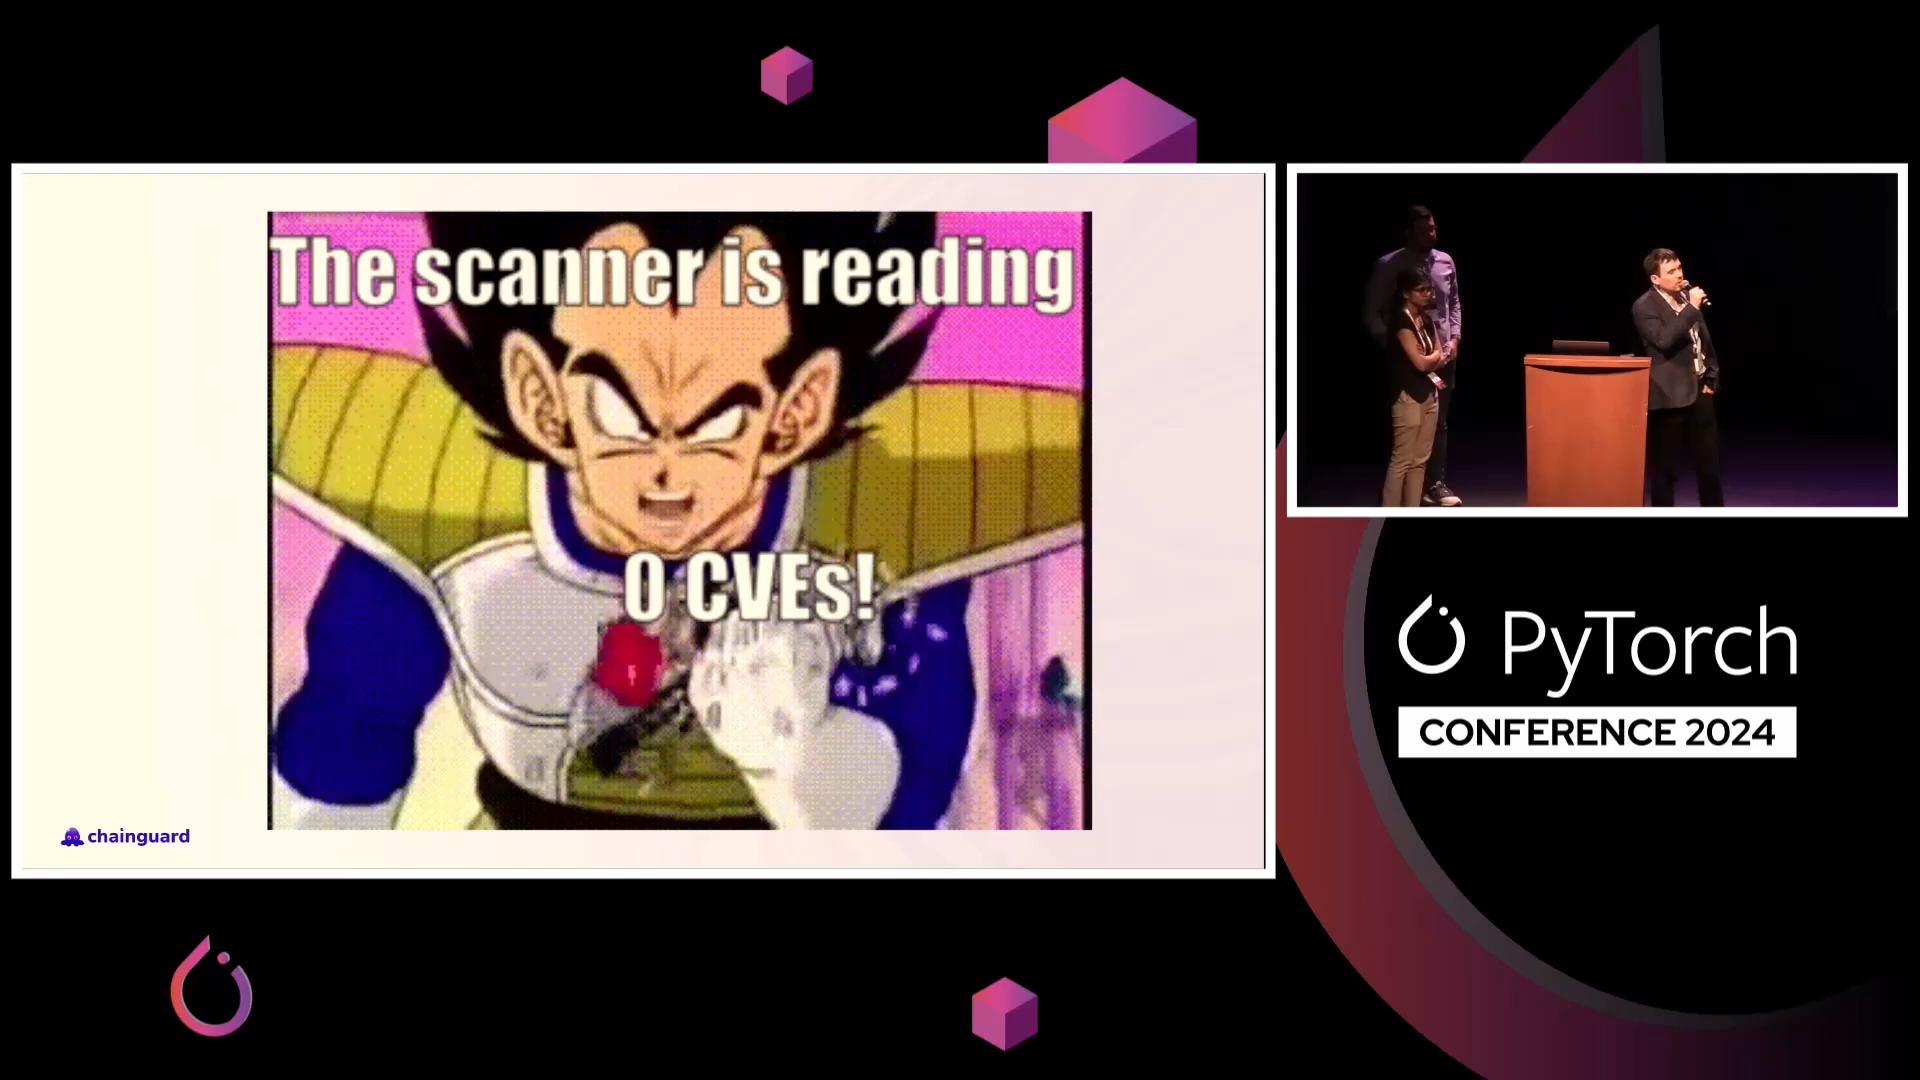 The scanner is reading
0 CVEs!
chainguard
PyTorch
CONFERENCE 2024